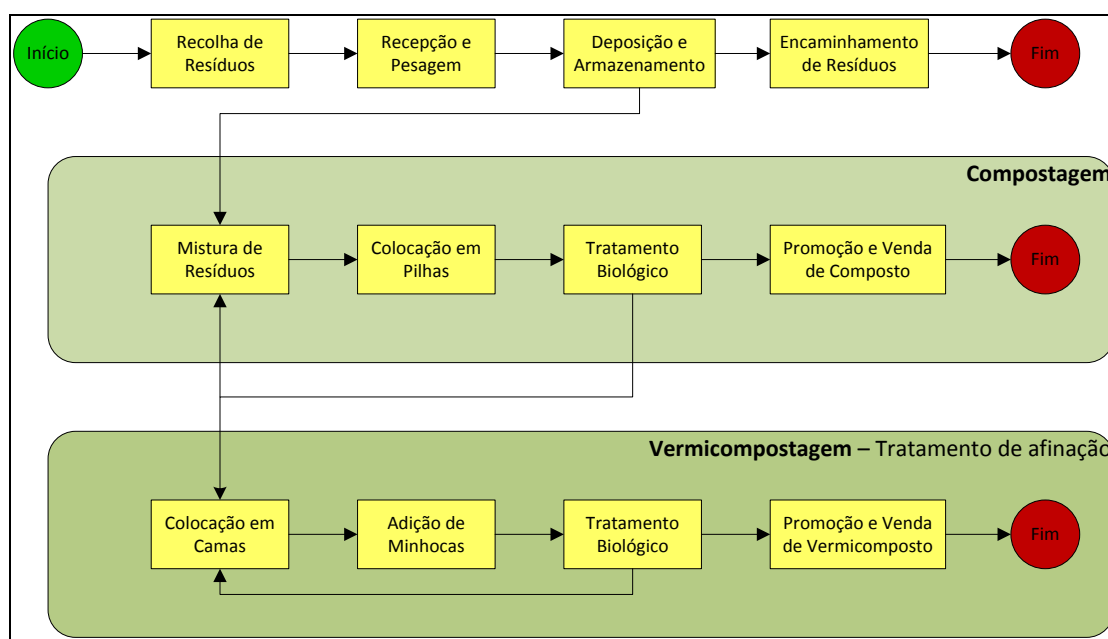 Início
Recolha de
Resíduos
Recepção e
Pesagem
Deposição e
Armazenamento
Encaminhamento
de Resíduos
Fim
Compostagem
Mistura de
Resíduos
Colocação em
Pilhas
Tratamento
Biológico
Promoção e Venda
de Composto
Fim
Vermicompostagem – Tratamento de afinação
Colocação em
Camas
Adição de
Minhocas
Tratamento
Biológico
Promoção e Venda
de Vermicomposto
Fim